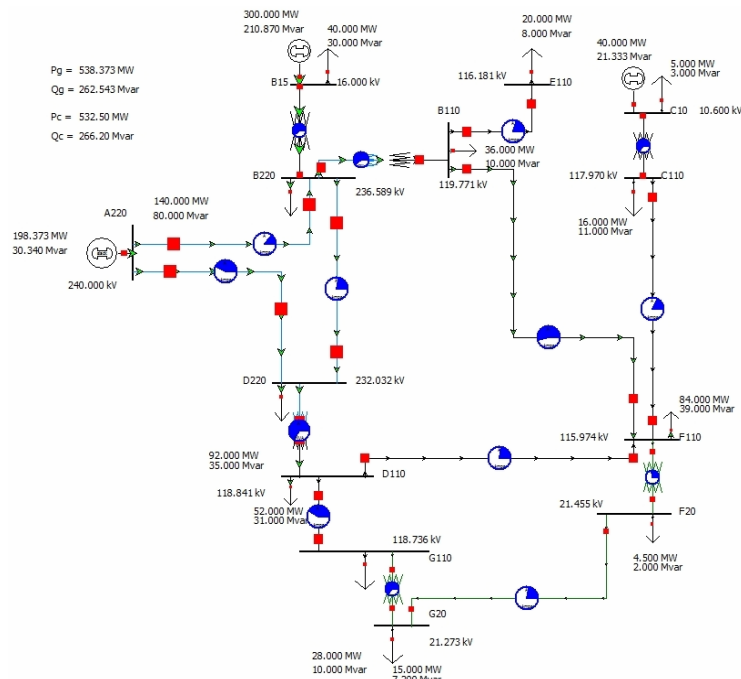 300.000 MW
210.870 Mvar
40.000 MW
30.000 Mvar
20.000 MW
8.000 Mvar
40.000 MW
21.333 Mvar
5.000 MW
3.000 Mvar
Pg = 538.373 MW
Qg = 262.543 Mvar
Pc = 532.50 MW
Qc = 266.20 Mvar
B15
16.000 kV
116.181 kV
E110
C10
10.600 kV
B110
36.000 MW
10.000 Mvar
119.771 kV
117.970 kV
C110
B220
236.589 kV
140.000 MW
80.000 Mvar
A220
16.000 MW
11.000 Mvar
198.373 MW
30.340 Mvar
240.000 kV
D220
232.032 kV
84.000 MW
39.000 Mvar
115.974 kV
F110
92.000 MW
35.000 Mvar
D110
118.841 kV
52.000 MW
31.000 Mvar
21.455 kV
F20
118.736 kV
G110
4.500 MW
2.000 Mvar
G20
21.273 kV
28.000 MW
10.000 Mvar
15.000 MW
7.200 Mvar